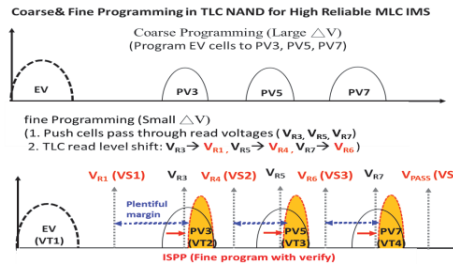 Coarse& Fine Programming in TLC NAND for High Reliable MLC IMS
Coarse Programming (Large △V)
(Program EV cells to PV3, PV5, PV7)
EV PV3 PV5 PV7
fine Programming (Small △V)
(1. Push cells pass through read voltages (VR3, VR5, VR7)
2. TLC read level shift: VR3→ VR1, VR5→ VR4, VR7→ VR6)
VR1 (VS1) VR3 VR4 (VS2) VR5 VR6 (VS3) VR7 VPASS (VS
Plentiful
margin
EV PV3 PV5 PV7
(VT1) (VT2) (VT3) (VT4)
ISPP (Fine program with verify)